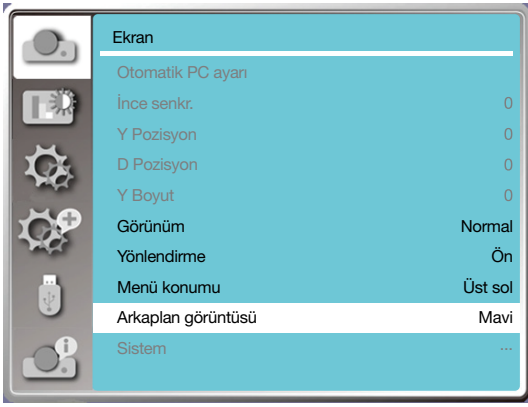 Ekran
Otomatik PC ayarı
İnce senkr. 0
Y Pozisyon 0
D Pozisyon 0
Y Boyut 0
Görünüm Normal
Yönlendirme Ön
Menü konumu Üst sol
Arkaplan görüntüsü Mavi
Sistem ...